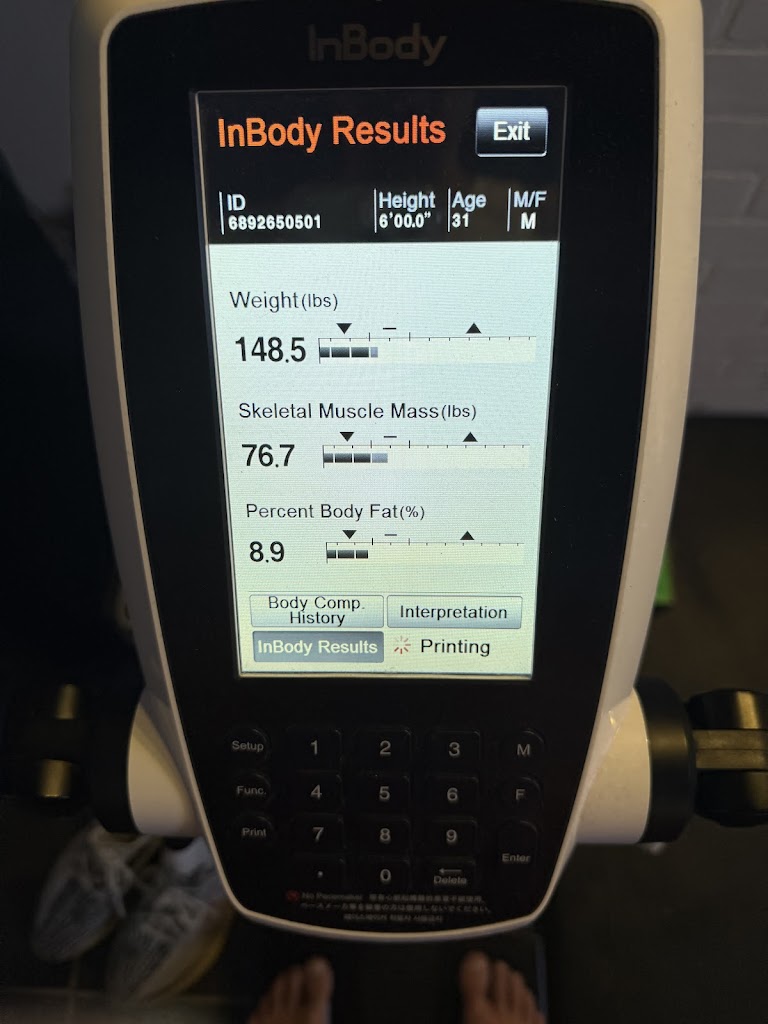 InBody
InBody Results
Exit
ID
6892650501
Height
6'00.0"
Age
31
M/F
M
Weight(lbs)
148.5
Skeletal Muscle Mass(lbs)
76.7
Percent Body Fat(%)
8.9
Body Comp.
History
Interpretation
InBody Results
Printing
Setup 1 2 3 M
Func. 4 5 6 F
Print 7 8 9
Enter
. 0 Delete
No Pacemaker